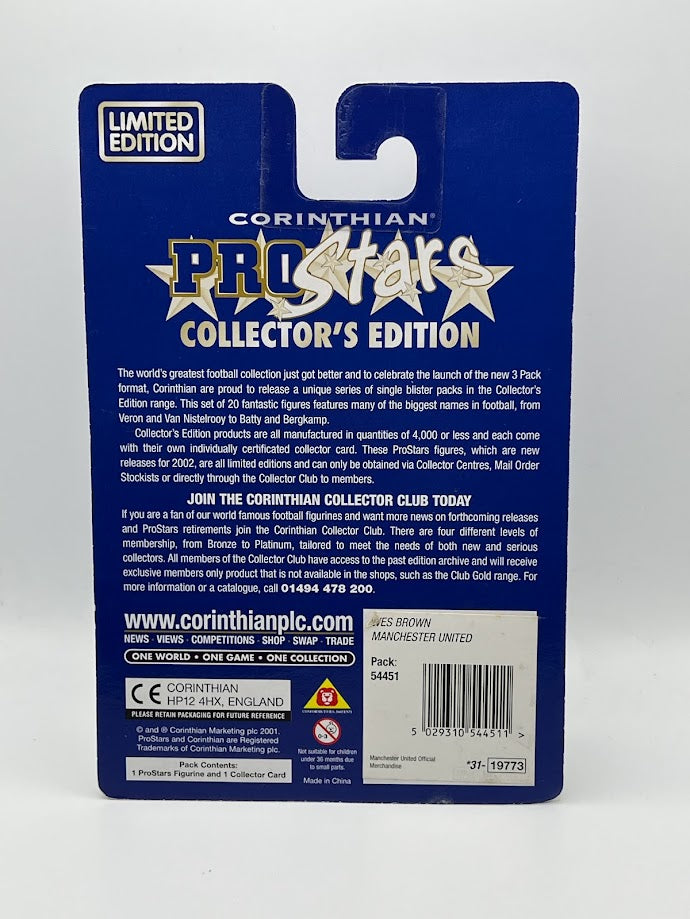 LIMITED
EDITION
CORINTHIAN®
PROStars
COLLECTOR'S EDITION
The world's greatest football collection just got better and to celebrate the launch of the new 3 Pack
format, Corinthian are proud to release a unique series of single blister packs in the Collector's
Edition range. This set of 20 fantastic figures features many of the biggest names in football, from
Veron and Van Nistelrooy to Batty and Bergkamp.
Collector's Edition products are all manufactured in quantities of 4,000 or less and each come
with their own individually certificated collector card. These ProStars figures, which are new
releases for 2002, are all limited editions and can only be obtained via Collector Centres, Mail Order
Stockists or directly through the Collector Club to members.
JOIN THE CORINTHIAN COLLECTOR CLUB TODAY
If you are a fan of our world famous football figurines and want more news on forthcoming releases
and ProStars retirements join the Corinthian Collector Club. There are four different levels of
membership, from Bronze to Platinum, tailored to meet the needs of both new and serious
collectors. All members of the Collector Club have access to the past edition archive and will receive
exclusive members only product that is not available in the shops, such as the Club Gold range. For
more information or a catalogue, call 01494 478 200.
www.corinthianplc.com
NEWS · VIEWS · COMPETITIONS · SHOP · SWAP · TRADE
ONE WORLD • ONE GAME • ONE COLLECTION
CE CORINTHIAN
HP12 4HX, ENGLAND
PLEASE RETAIN PACKAGING FOR FUTURE REFERENCE
© and ® Corinthian Marketing plc 2001.
ProStars and Corinthian are Registered
Trademarks of Corinthian Marketing plc.
Pack Contents:
1 ProStars Figurine and 1 Collector Card
0-3
Not suitable for children
under 36 months due
to small parts.
Made in China
WES BROWN
MANCHESTER UNITED
Pack:
54451
5 029310 544511 >
Manchester United Official
Merchandise
*31- 19773